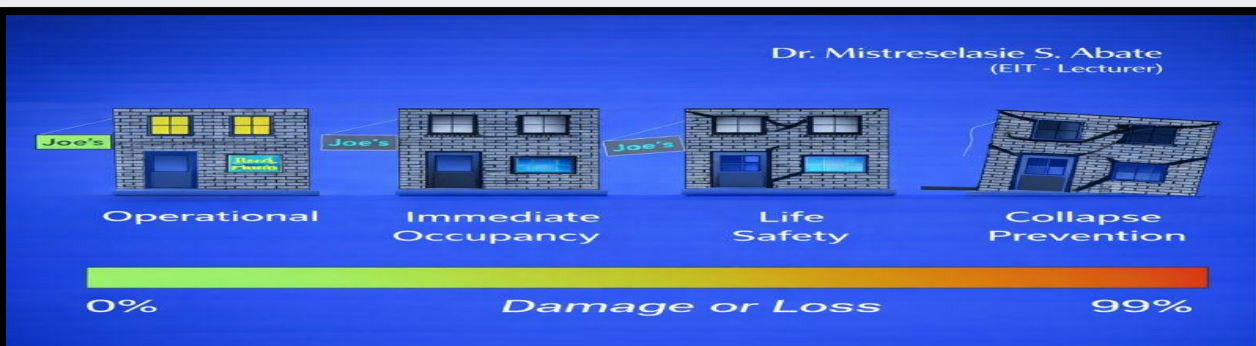 Dr. Mistreselasie S. Abate
(EIT - Lecturer)
Joe's
Joe's
Joe's
Operational
Immediate
Occupancy
Life
Safety
Collapse
Prevention
0%
Damage or Loss
99%